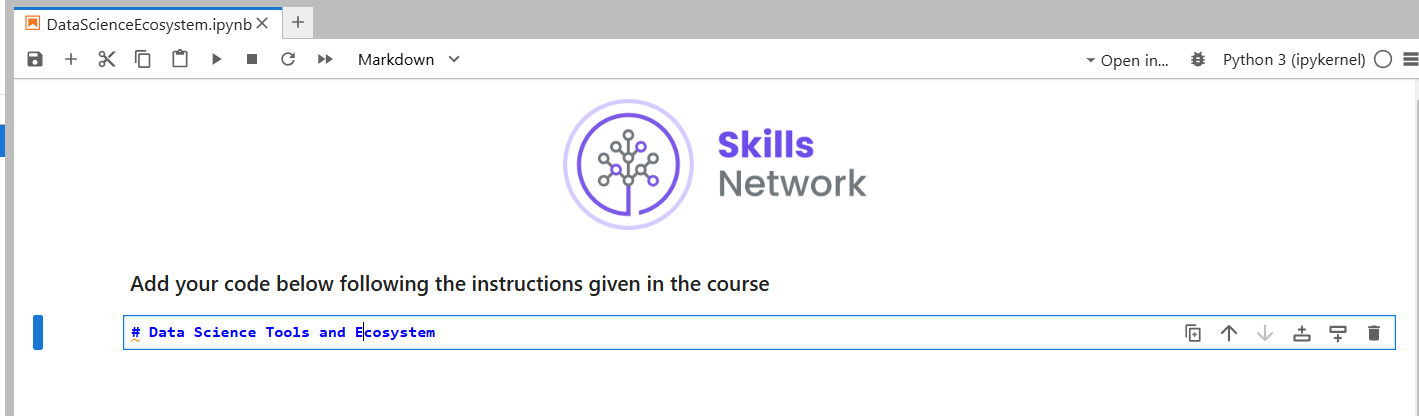 DataScienceEcosystem.ipynb
Markdown
Open in...
Python 3 (ipykernel)
Skills
Network
Add your code below following the instructions given in the course
# Data Science Tools and Ecosystem